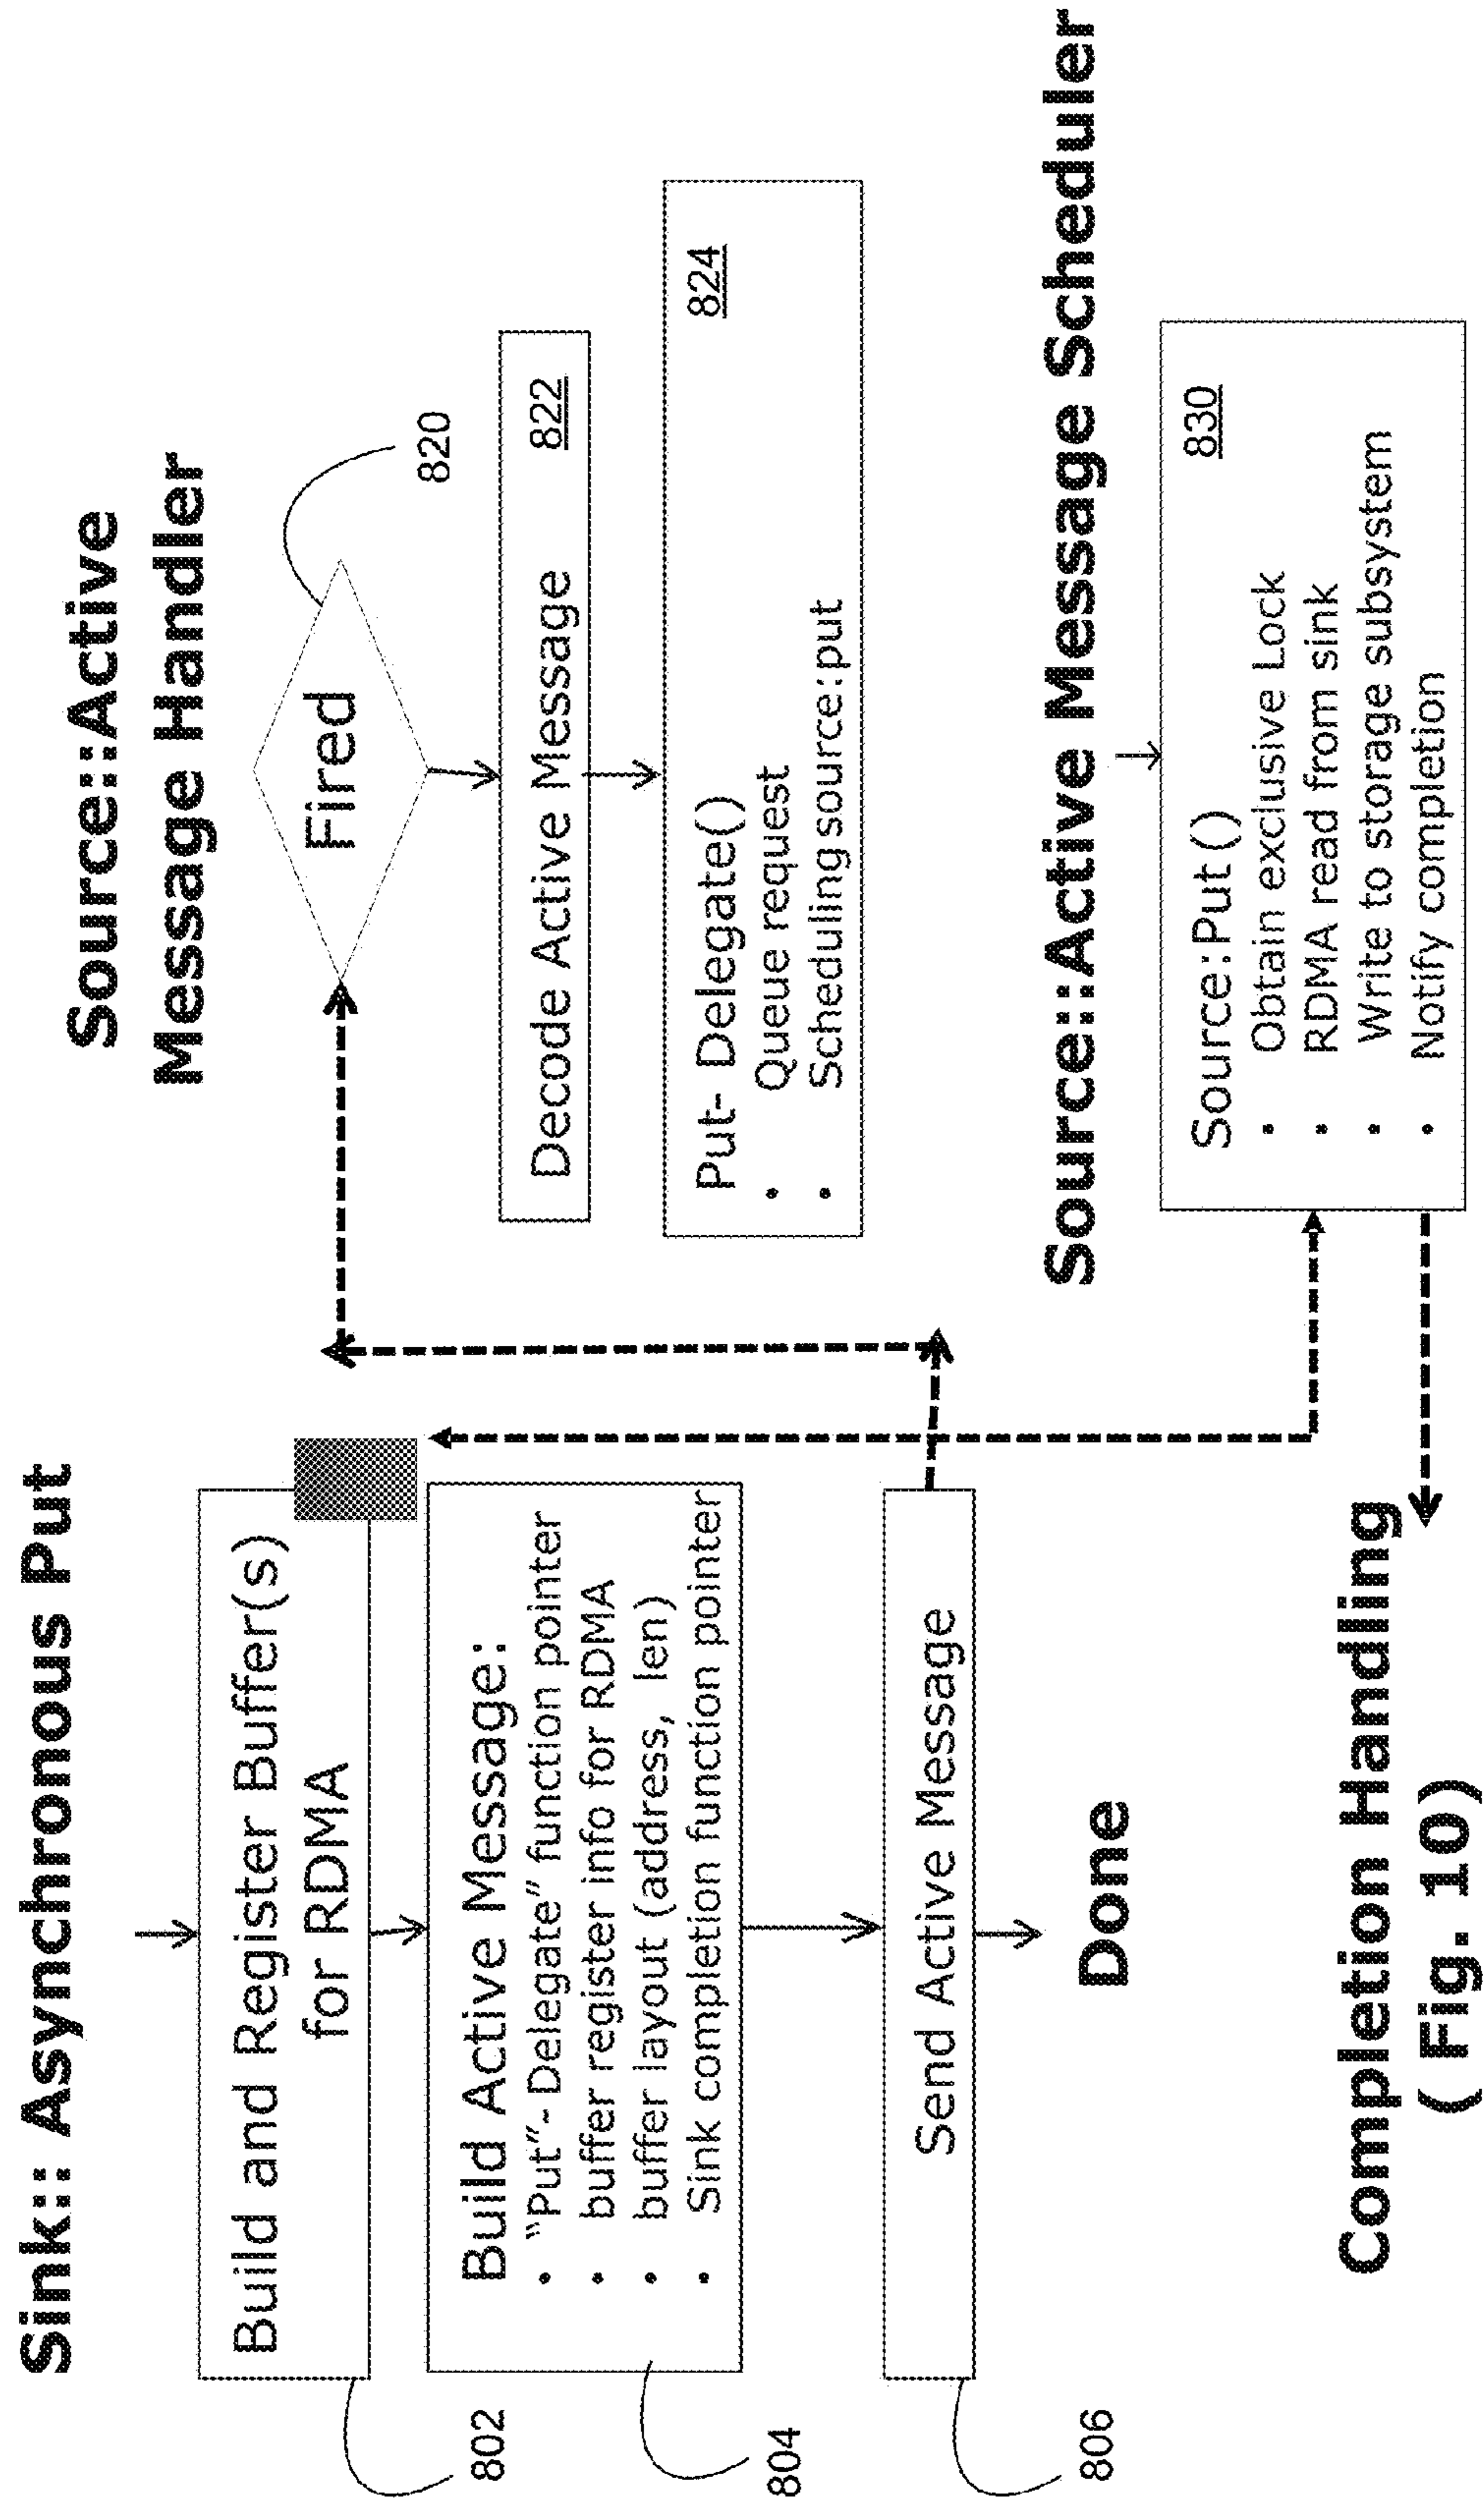 Sink:: Asynchronous Put
Build and Register Buffer(s)
for RDMA
802
Build Active Message:
• "Put"- Delegate" function pointer
• buffer register info for RDMA
• buffer layout (address, len)
• Sink completion function pointer
804
Send Active Message
806
Done
Completion Handling
( Fig. 10)
Source::Active
Message Handler
Fired
820
Decode Active Message 822
Put- Delegate() 824
• Queue request
• Scheduling source::put
Source::Active Message Scheduler
Source::Put () 830
• Obtain exclusive Lock
• RDMA read from sink
• Write to storage subsystem
• Notify completion